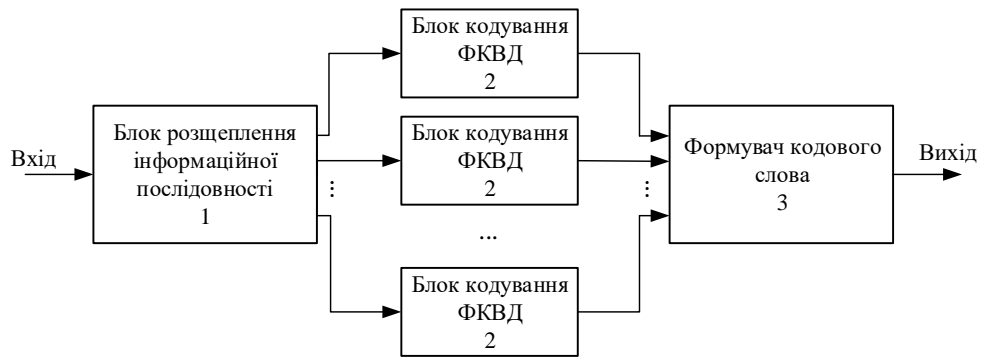 Блок кодування
ФКВД
2
Вхід
Блок розщеплення
інформаційної
послідовності
1
Блок кодування
ФКВД
2
Формувач кодового
слова
3
Вихід
...
...
...
Блок кодування
ФКВД
2